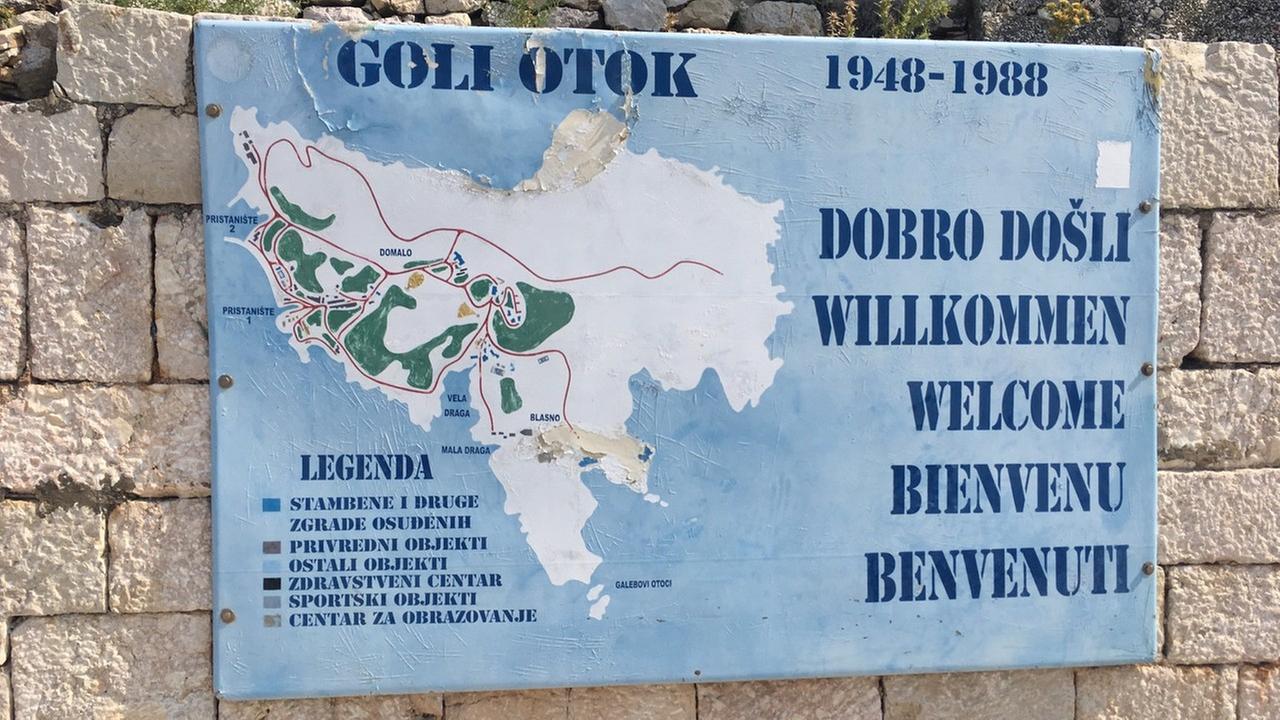 GOLI OTOK
1948-1988
PRISTANIŠTE
2
DOMALO
PRISTANIŠTE
1
VELA
DRAGA
BLASNO
MALA DRAGA
GALEBOVI OTOCI
LEGENDA
STAMBENE I DRUGE
ZGRADE OSUĐENIH
PRIVREDNI OBJEKTI
OSTALI OBJEKTI
ZDRAVSTVENI CENTAR
SPORTSKI OBJEKTI
CENTAR ZA OBRAZOVANJE
DOBRO DOŠLI
WILLKOMMEN
WELCOME
BIENVENU
BENVENUTI